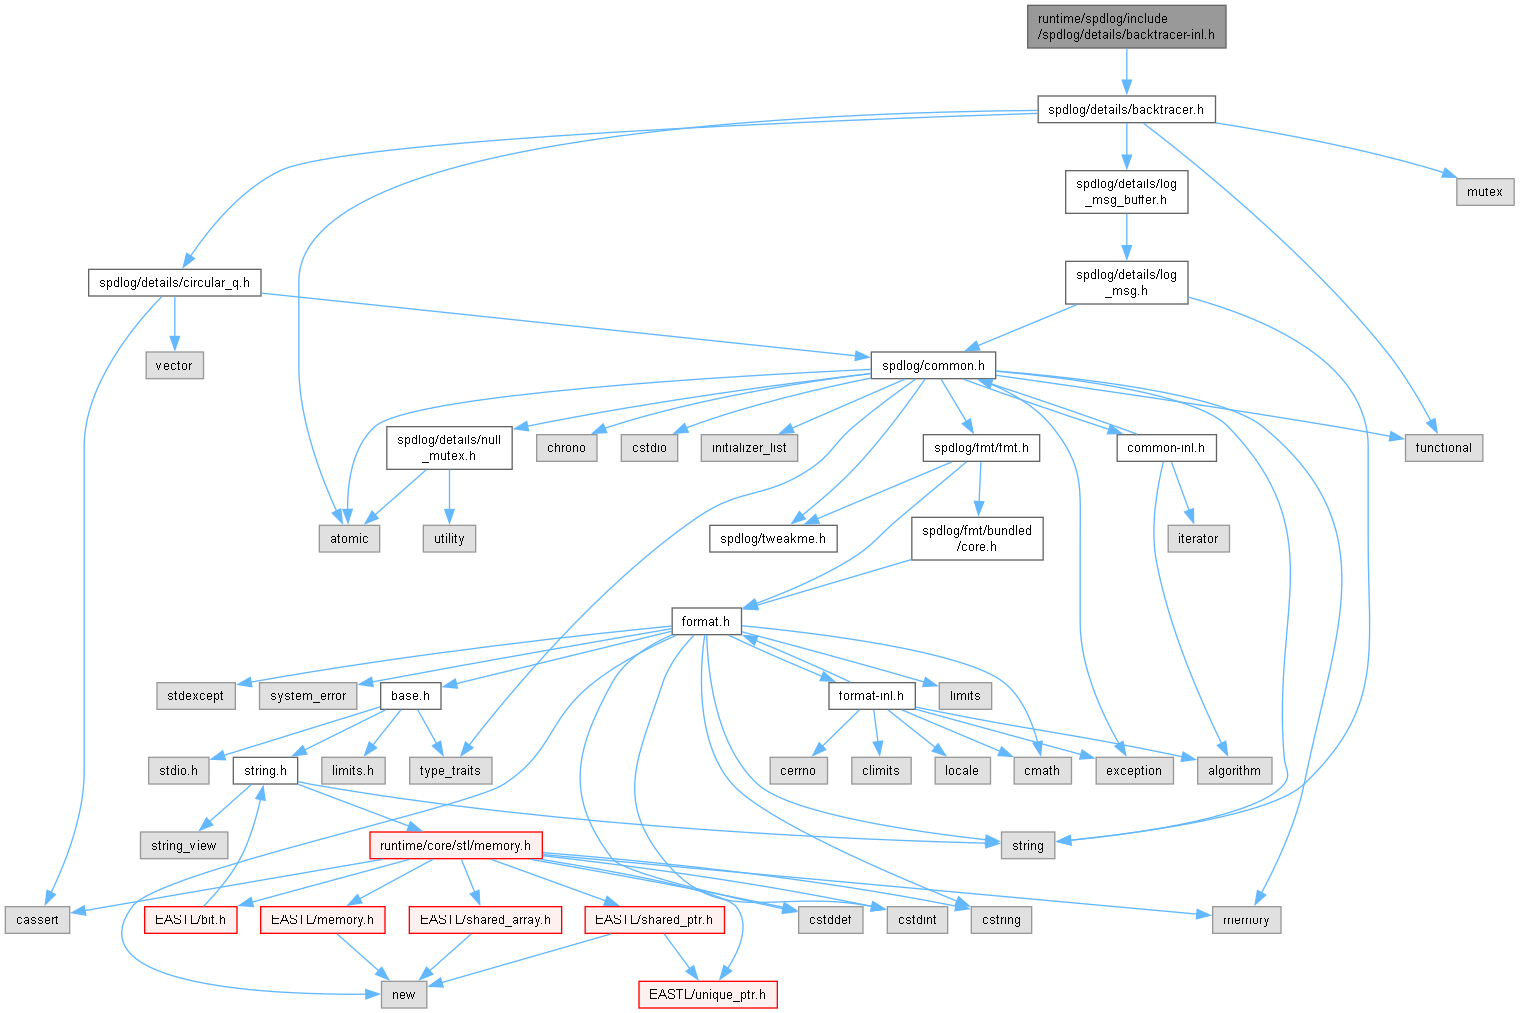 runtime/spdlog/include
/spdlog/details/backtracer-inl.h
spdlog/details/backtracer.h
spdlog/details/log
_msg_buffer.h
mutex
spdlog/details/circular_q.h
spdlog/details/log
_msg.h
vector
spdlog/common.h
spdlog/details/null
_mutex.h
chrono
cstdio
initializer_list
spdlog/fmt/fmt.h
common-inl.h
functional
atomic
utility
spdlog/tweakme.h
spdlog/fmt/bundled
/core.h
iterator
format.h
stdexcept
system_error
base.h
format-inl.h
limits
stdio.h
string.h
limits.h
type_traits
cerrno
climits
locale
cmath
exception
algorithm
string_view
runtime/core/stl/memory.h
string
cassert
EASTL/bit.h
EASTL/memory.h
EASTL/shared_array.h
EASTL/shared_ptr.h
cstddef
cstdint
cstring
memory
new
EASTL/unique_ptr.h